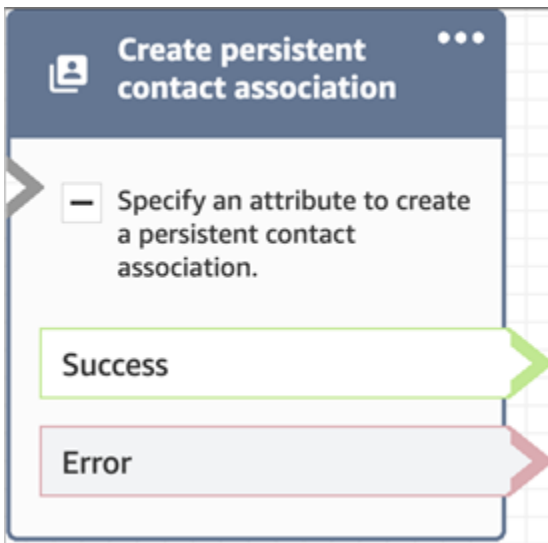 Create persistent
contact association
Specify an attribute to create
a persistent contact
association.
Success
Error